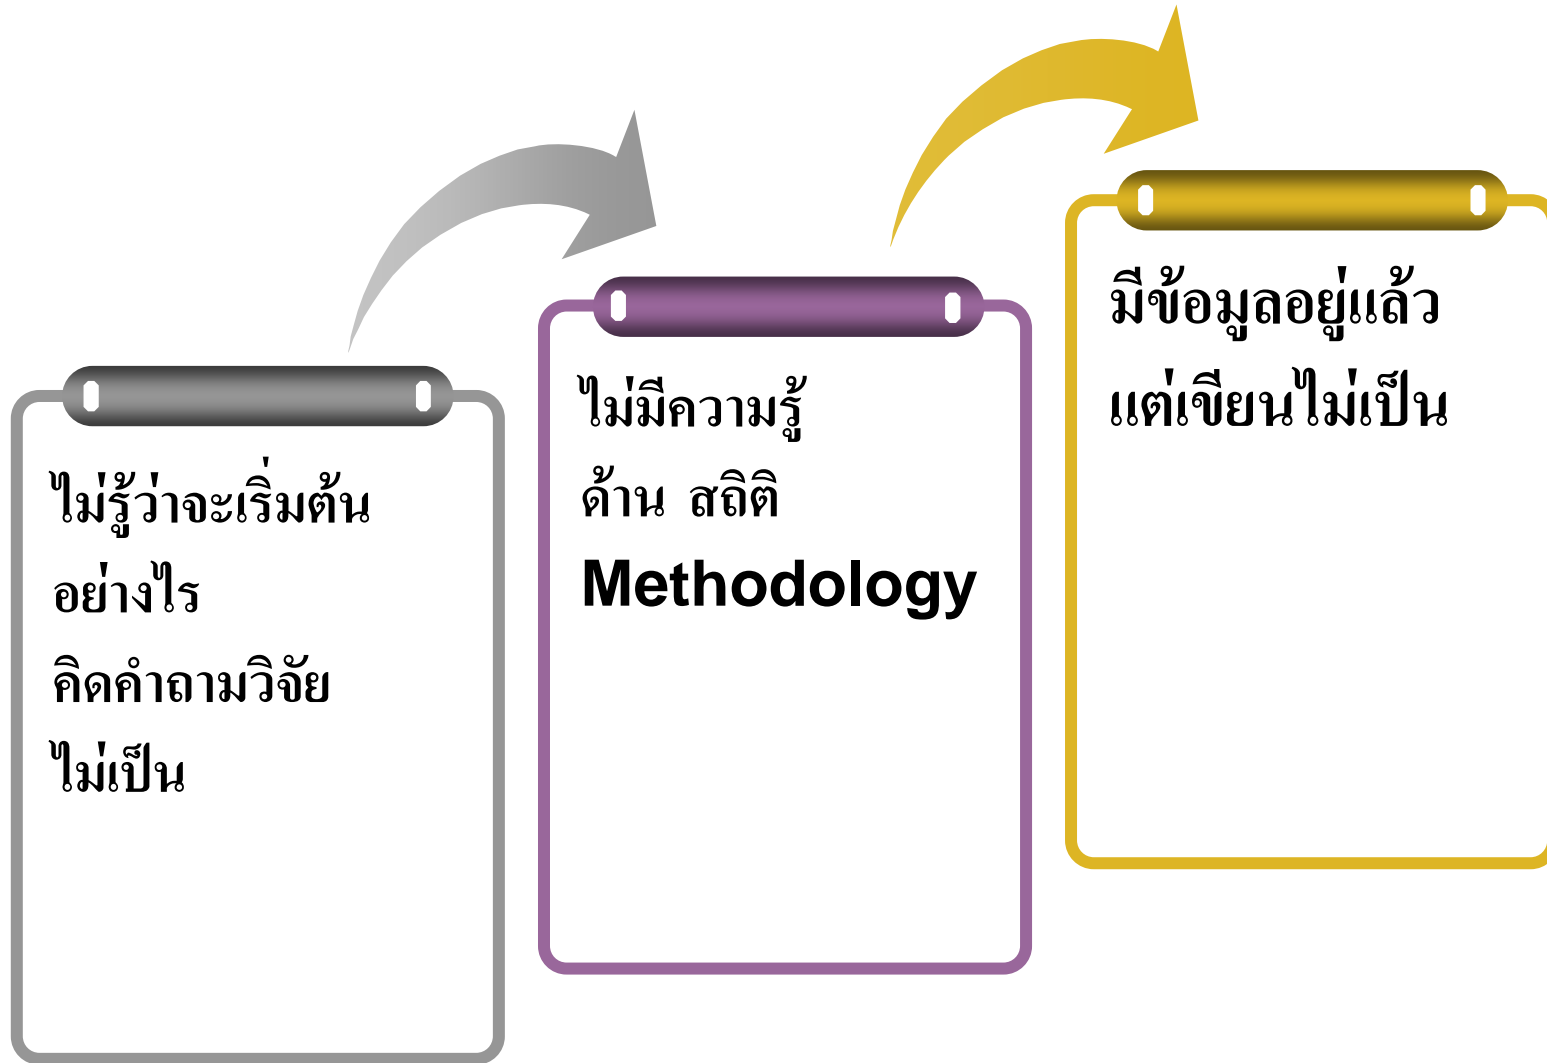 ไม่รู้ว่าจะเริ่มต้น
อย่างไร
คิดคำถามวิจัย
ไม่เป็น
ไม่มีความรู้
ด้าน สถิติ
Methodology
มีข้อมูลอยู่แล้ว
แต่เขียนไม่เป็น